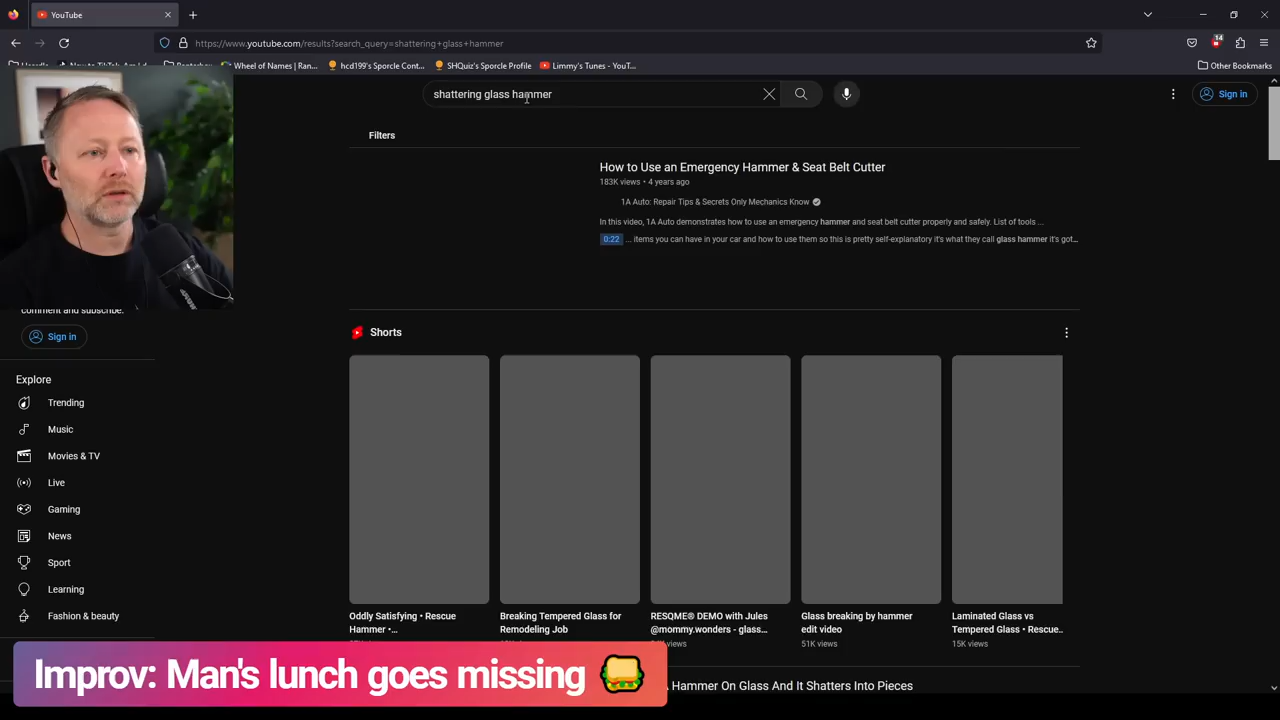 YouTube
https://www.youtube.com/results?search_query=shattering+glass+hammer
14
Wheel of Names | Ran...
hcd199's Sporcle Cont...
SHQuiz's Sporcle Profile
Limmy's Tunes - YouT...
Other Bookmarks
shattering glass hammer
Sign in
Filters
How to Use an Emergency Hammer & Seat Belt Cutter
183K views • 4 years ago
1A Auto: Repair Tips & Secrets Only Mechanics Know
In this video, 1A Auto demonstrates how to use an emergency hammer and seat belt cutter properly and safely. List of tools ...
0:22 ... items you can have in your car and how to use them so this is pretty self-explanatory it's what they call glass hammer it's got...
comment and subscribe.
Sign in
Explore
Trending
Music
Movies & TV
Live
Gaming
News
Sport
Learning
Fashion & beauty
Shorts
Oddly Satisfying • Rescue
Hammer •...
Breaking Tempered Glass for
Remodeling Job
RESQME® DEMO with Jules
@mommy.wonders - glass...
Glass breaking by hammer
edit video
51K views
Laminated Glass vs
Tempered Glass • Rescue...
15K views
A Hammer On Glass And It Shatters Into Pieces
Improv: Man's lunch goes missing